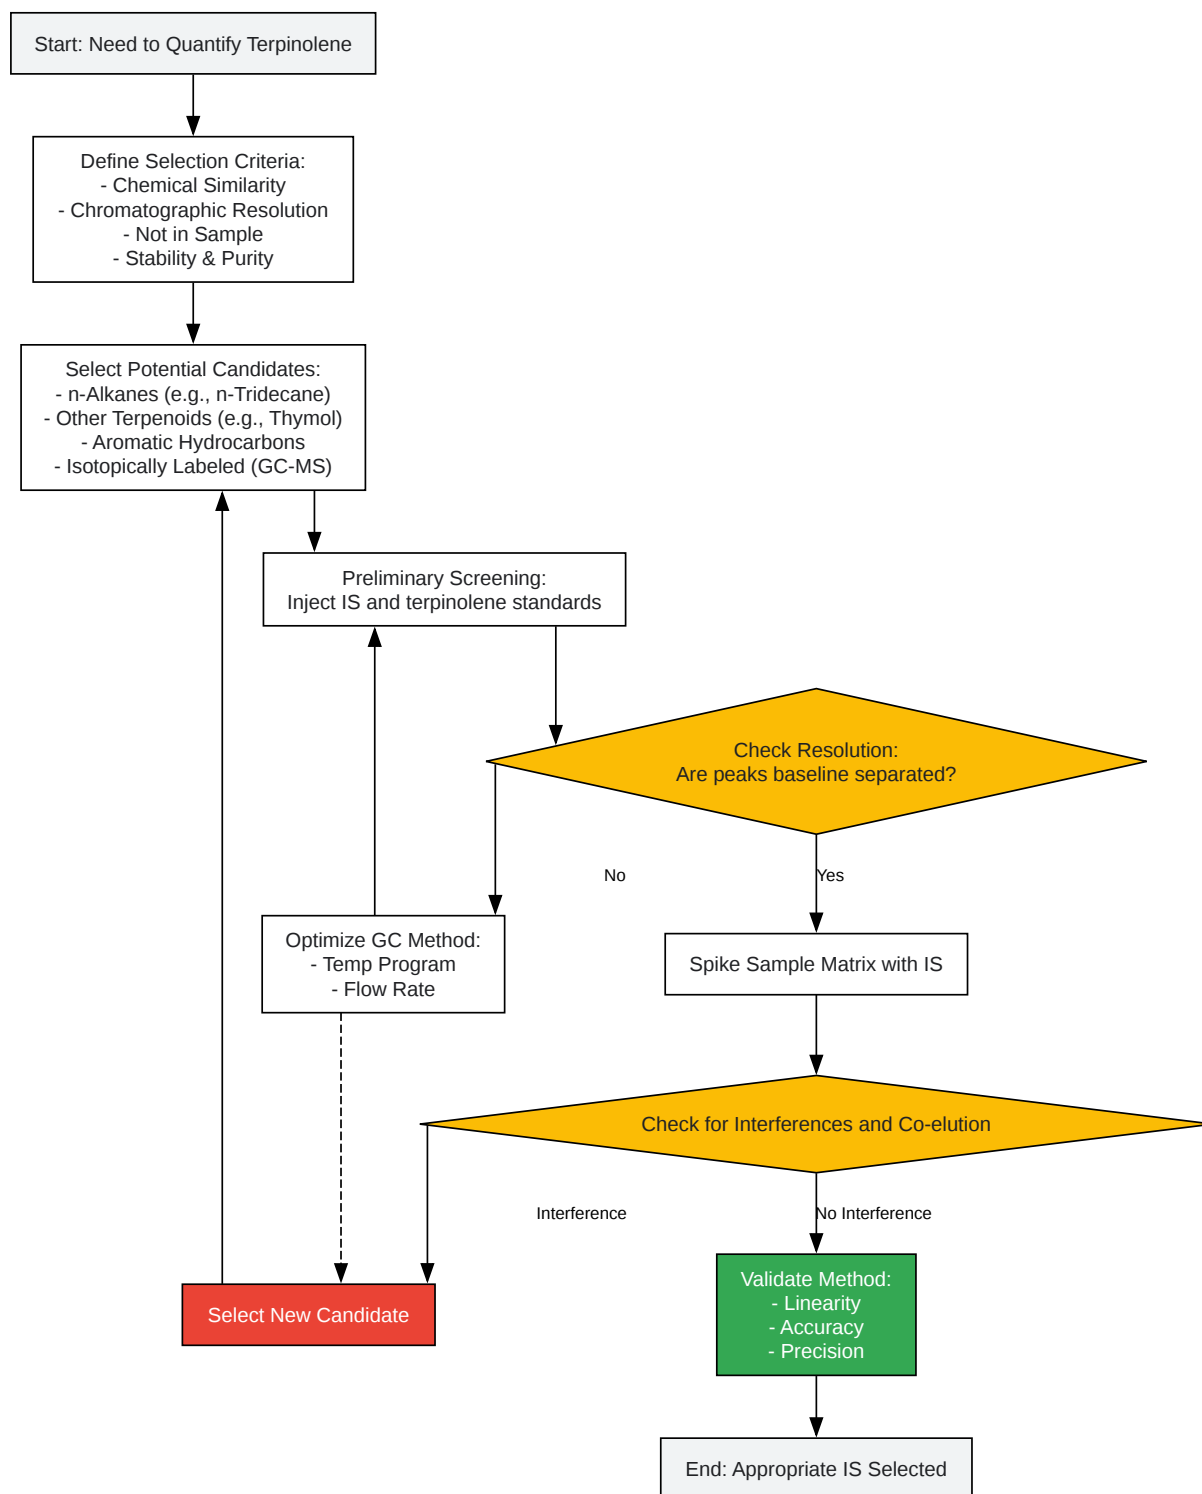 Start: Need to Quantify Terpinolene
Define Selection Criteria:
- Chemical Similarity
- Chromatographic Resolution
- Not in Sample
- Stability & Purity
Select Potential Candidates:
- n-Alkanes (e.g., n-Tridecane)
- Other Terpenoids (e.g., Thymol)
- Aromatic Hydrocarbons
- Isotopically Labeled (GC-MS)
Preliminary Screening:
Inject IS and terpinolene standards
Check Resolution:
Are peaks baseline separated?
No
Yes
Optimize GC Method:
- Temp Program
- Flow Rate
Spike Sample Matrix with IS
Check for Interferences and Co-elution
Interference
No Interference
Select New Candidate
Validate Method:
- Linearity
- Accuracy
- Precision
End: Appropriate IS Selected